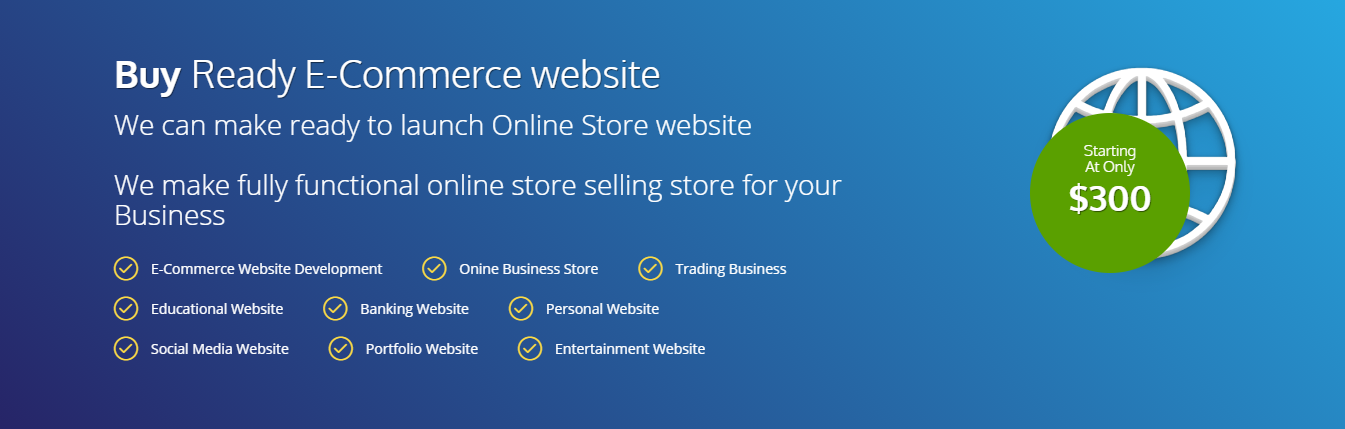 Buy Ready E-Commerce website
We can make ready to launch Online Store website
We make fully functional online store selling store for your
Business
E-Commerce Website Development Onine Business Store Trading Business
Educational Website Banking Website Personal Website
Social Media Website Portfolio Website Entertainment Website
Starting
At Only
$300